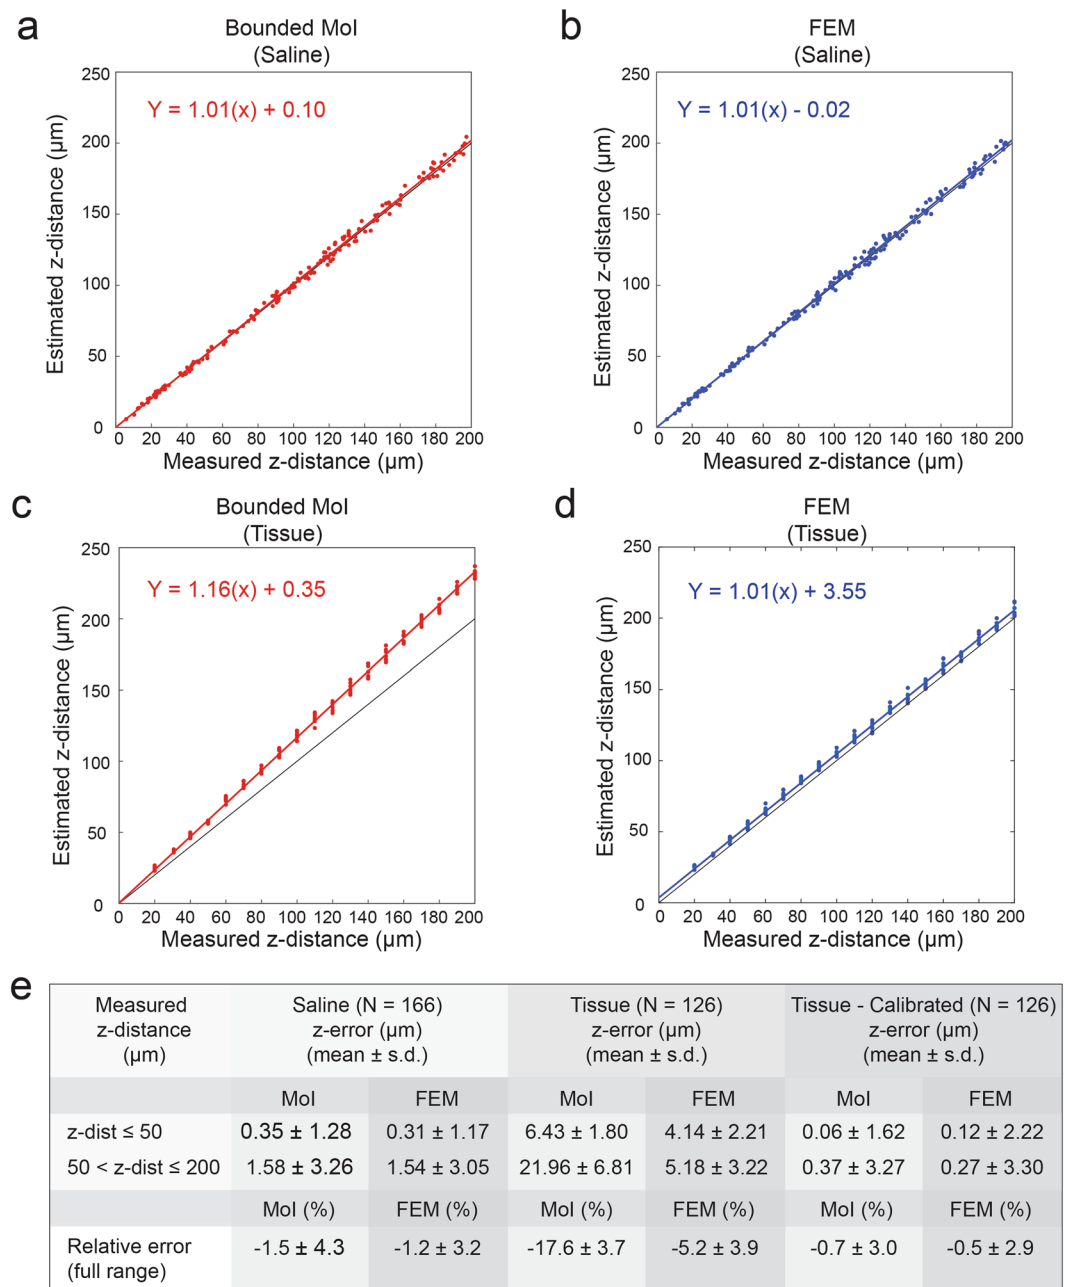 a
Bounded MoI
(Saline)
Y = 1.01(x) + 0.10
Estimated z-distance (µm)
250
200
150
100
50
0
0 20 40 60 80 100 120 140 160 180 200
Measured z-distance (µm)
b
FEM
(Saline)
Y = 1.01(x) - 0.02
Estimated z-distance (µm)
250
200
150
100
50
0
0 20 40 60 80 100 120 140 160 180 200
Measured z-distance (µm)
c
Bounded MoI
(Tissue)
Y = 1.16(x) + 0.35
Estimated z-distance (µm)
250
200
150
100
50
0
0 20 40 60 80 100 120 140 160 180 200
Measured z-distance (µm)
d
FEM
(Tissue)
Y = 1.01(x) + 3.55
Estimated z-distance (µm)
250
200
150
100
50
0
0 20 40 60 80 100 120 140 160 180 200
Measured z-distance (µm)
e
Measured Saline (N = 166) Tissue (N = 126) Tissue - Calibrated (N = 126)
z-distance z-error (µm) z-error (µm) z-error (µm)
(µm) (mean ± s.d.) (mean ± s.d.) (mean ± s.d.)
MoI FEM MoI FEM MoI FEM
z-dist ≤ 50 0.35 ± 1.28 0.31 ± 1.17 6.43 ± 1.80 4.14 ± 2.21 0.06 ± 1.62 0.12 ± 2.22
50 < z-dist ≤ 200 1.58 ± 3.26 1.54 ± 3.05 21.96 ± 6.81 5.18 ± 3.22 0.37 ± 3.27 0.27 ± 3.30
MoI (%) FEM (%) MoI (%) FEM (%) MoI (%) FEM (%)
Relative error -1.5 ± 4.3 -1.2 ± 3.2 -17.6 ± 3.7 -5.2 ± 3.9 -0.7 ± 3.0 -0.5 ± 2.9
(full range)